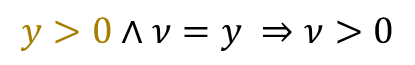 y > 0 ∧ ν = y ⇒ ν > 0